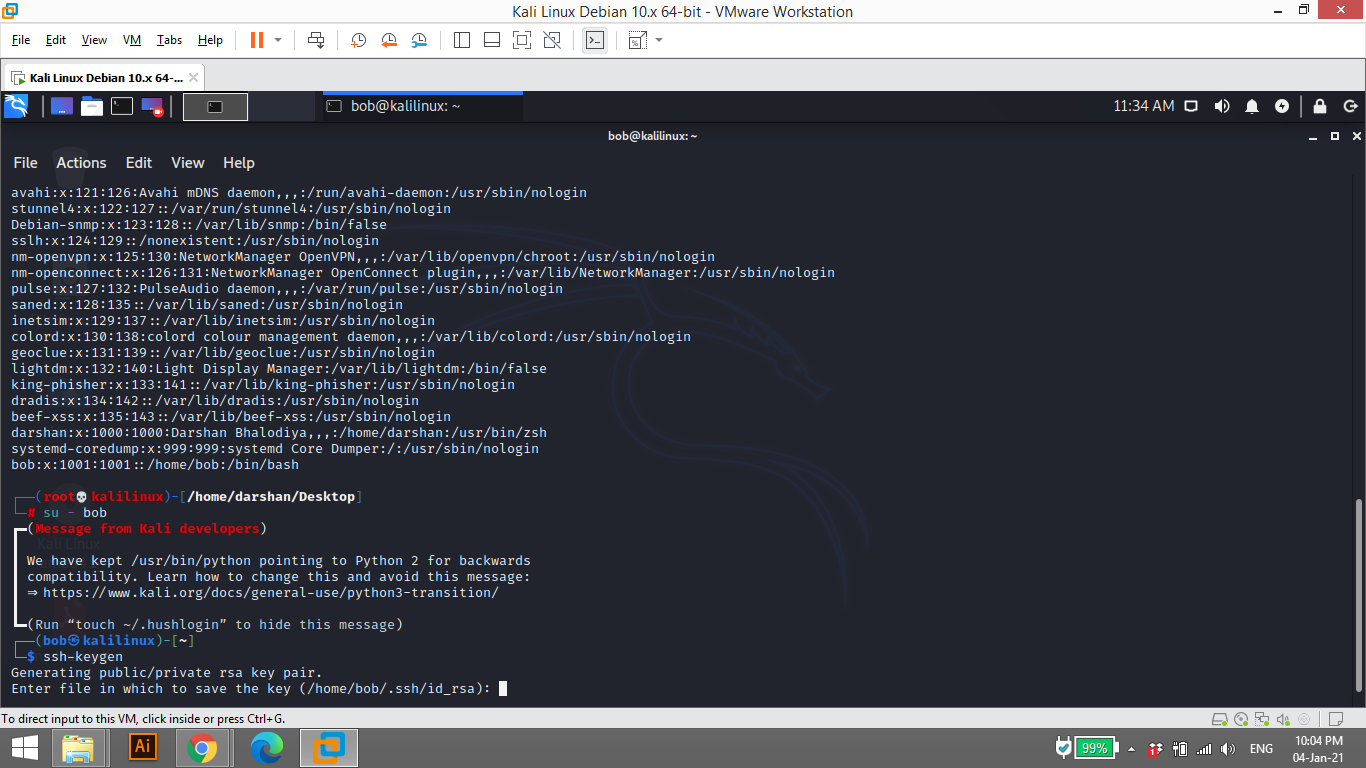 Kali Linux Debian 10.x 64-bit - VMware Workstation
File Edit View VM Tabs Help
Kali Linux Debian 10.x 64-...
bob@kalilinux: ~ 11:34 AM
bob@kalilinux: ~
File Actions Edit View Help
avahi:x:121:126:Avahi mDNS daemon,,,:/run/avahi-daemon:/usr/sbin/nologin
stunnel4:x:122:127::/var/run/stunnel4:/usr/sbin/nologin
Debian-snmp:x:123:128::/var/lib/snmp:/bin/false
sslh:x:124:129::/nonexistent:/usr/sbin/nologin
nm-openvpn:x:125:130:NetworkManager OpenVPN,,,:/var/lib/openvpn/chroot:/usr/sbin/nologin
nm-openconnect:x:126:131:NetworkManager OpenConnect plugin,,,:/var/lib/NetworkManager:/usr/sbin/nologin
pulse:x:127:132:PulseAudio daemon,,,:/var/run/pulse:/usr/sbin/nologin
saned:x:128:135::/var/lib/saned:/usr/sbin/nologin
inetsim:x:129:137::/var/lib/inetsim:/usr/sbin/nologin
colord:x:130:138:colord colour management daemon,,,:/var/lib/colord:/usr/sbin/nologin
geoclue:x:131:139::/var/lib/geoclue:/usr/sbin/nologin
lightdm:x:132:140:Light Display Manager:/var/lib/lightdm:/bin/false
king-phisher:x:133:141::/var/lib/king-phisher:/usr/sbin/nologin
dradis:x:134:142::/var/lib/dradis:/usr/sbin/nologin
beef-xss:x:135:143::/var/lib/beef-xss:/usr/sbin/nologin
darshan:x:1000:1000:Darshan Bhalodiya,,,:/home/darshan:/usr/bin/zsh
systemd-coredump:x:999:999:systemd Core Dumper:/:/usr/sbin/nologin
bob:x:1001:1001::/home/bob:/bin/bash
┌──(root💀kalilinux)-[/home/darshan/Desktop]
└─# su - bob
┏━(Message from Kali developers)
Kali Linux
┃ We have kept /usr/bin/python pointing to Python 2 for backwards
┃ compatibility. Learn how to change this and avoid this message:
┃ ⇒ https://www.kali.org/docs/general-use/python3-transition/
┗━(Run “touch ~/.hushlogin” to hide this message)
┌──(bob㉿kalilinux)-[~]
└─$ ssh-keygen
Generating public/private rsa key pair.
Enter file in which to save the key (/home/bob/.ssh/id_rsa):
To direct input to this VM, click inside or press Ctrl+G.
Ai 99% ENG 10:04 PM
04-Jan-21